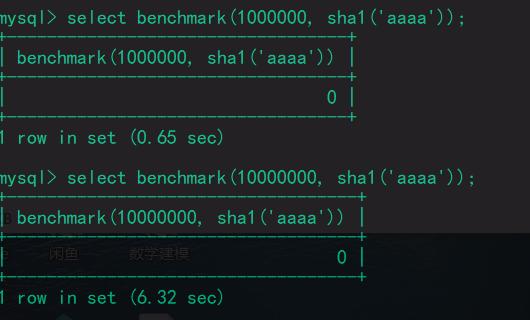 mysql> select benchmark(1000000, sha1('aaaa'));
+----------------------------------+
| benchmark(1000000, sha1('aaaa')) |
+----------------------------------+
| 0 |
+----------------------------------+
1 row in set (0.65 sec)
mysql> select benchmark(10000000, sha1('aaaa'));
+-----------------------------------+
| benchmark(10000000, sha1('aaaa')) |
+-----------------------------------+
闲鱼 数学建模
| 0 |
+-----------------------------------+
1 row in set (6.32 sec)